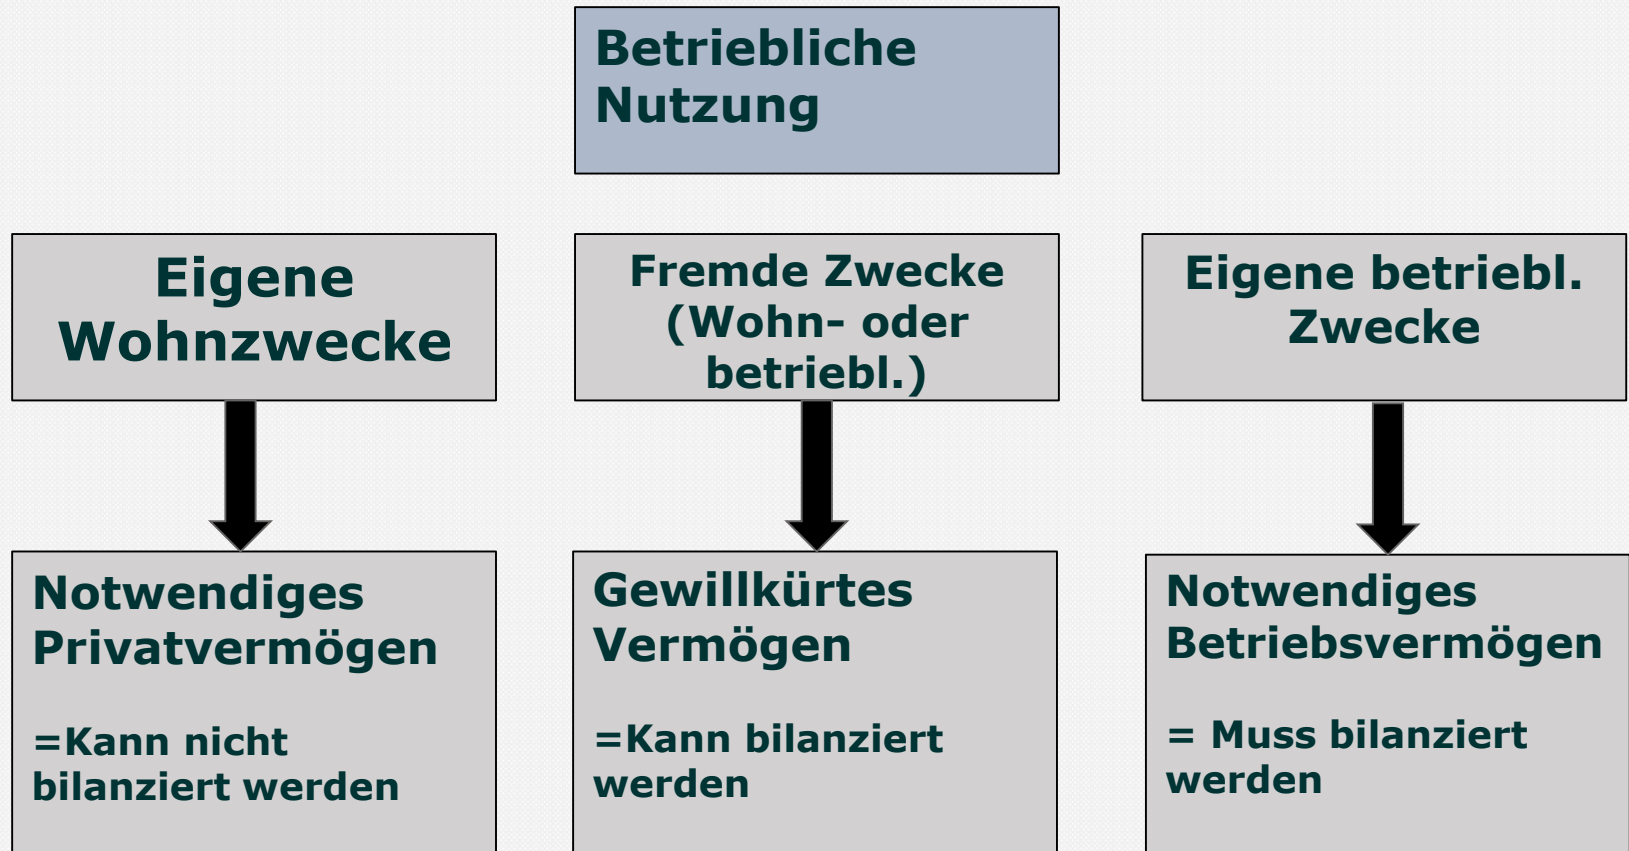 Betriebliche
Nutzung
Eigene
Wohnzwecke
Fremde Zwecke
(Wohn- oder
betriebl.)
Eigene betriebl.
Zwecke
Notwendiges
Privatvermögen
=Kann nicht
bilanziert werden
Gewillkürtes
Vermögen
=Kann bilanziert
werden
Notwendiges
Betriebsvermögen
= Muss bilanziert
werden